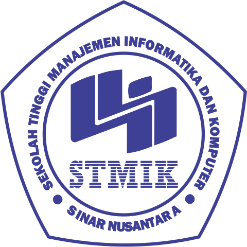 SEKOLAH TINGGI MANAJEMEN INFORMATIKA DAN KOMPUTER
STMIK
SINAR NUSANTARA